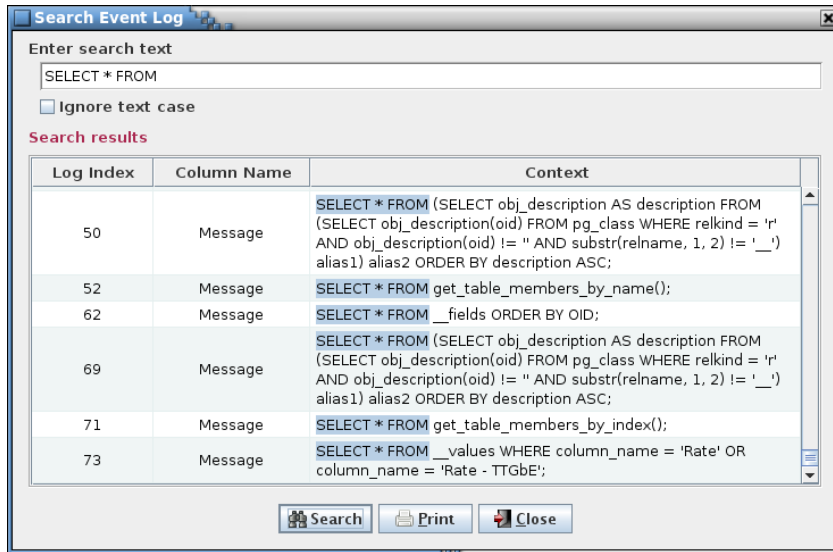 Search Event Log
Enter search text
SELECT * FROM
Ignore text case
Search results
Log Index Column Name Context
50 Message SELECT * FROM (SELECT obj_description AS description FROM
(SELECT obj_description(oid) FROM pg_class WHERE relkind = 'r'
AND obj_description(oid) != '' AND substr(relname, 1, 2) != '__')
alias1) alias2 ORDER BY description ASC;
52 Message SELECT * FROM get_table_members_by_name();
62 Message SELECT * FROM __fields ORDER BY OID;
69 Message SELECT * FROM (SELECT obj_description AS description FROM
(SELECT obj_description(oid) FROM pg_class WHERE relkind = 'r'
AND obj_description(oid) != '' AND substr(relname, 1, 2) != '__')
alias1) alias2 ORDER BY description ASC;
71 Message SELECT * FROM get_table_members_by_index();
73 Message SELECT * FROM __values WHERE column_name = 'Rate' OR
column_name = 'Rate - TTGbE';
Search Print Close